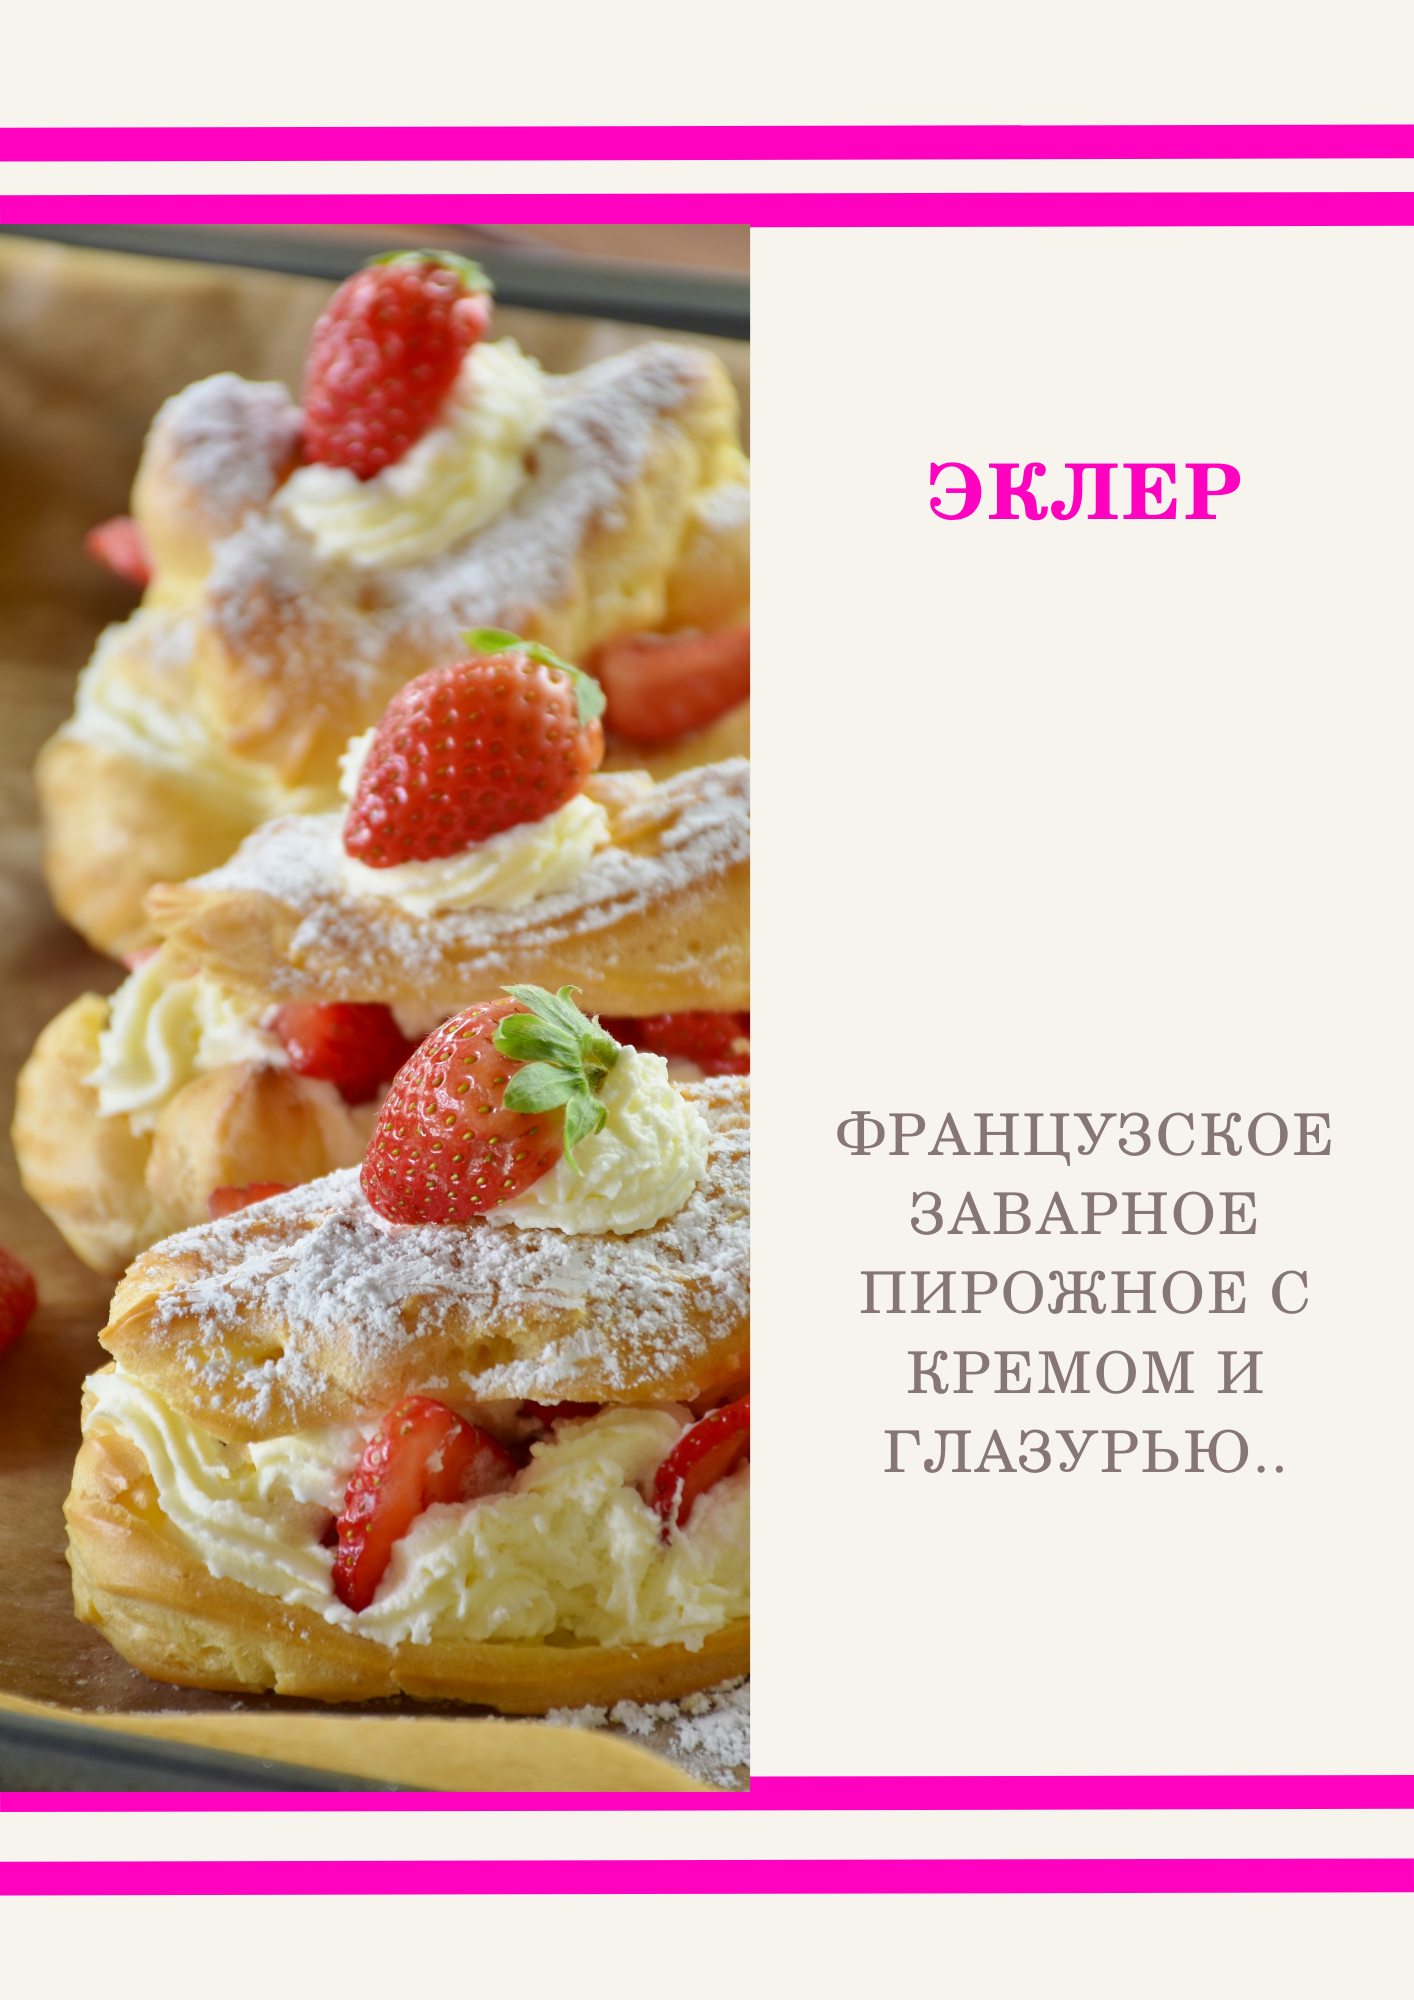 ЭКЛЕР
ФРАНЦУЗСКОЕ
ЗАВАРНОЕ
ПИРОЖНОЕ С
КРЕМОМ И
ГЛАЗУРЬЮ..